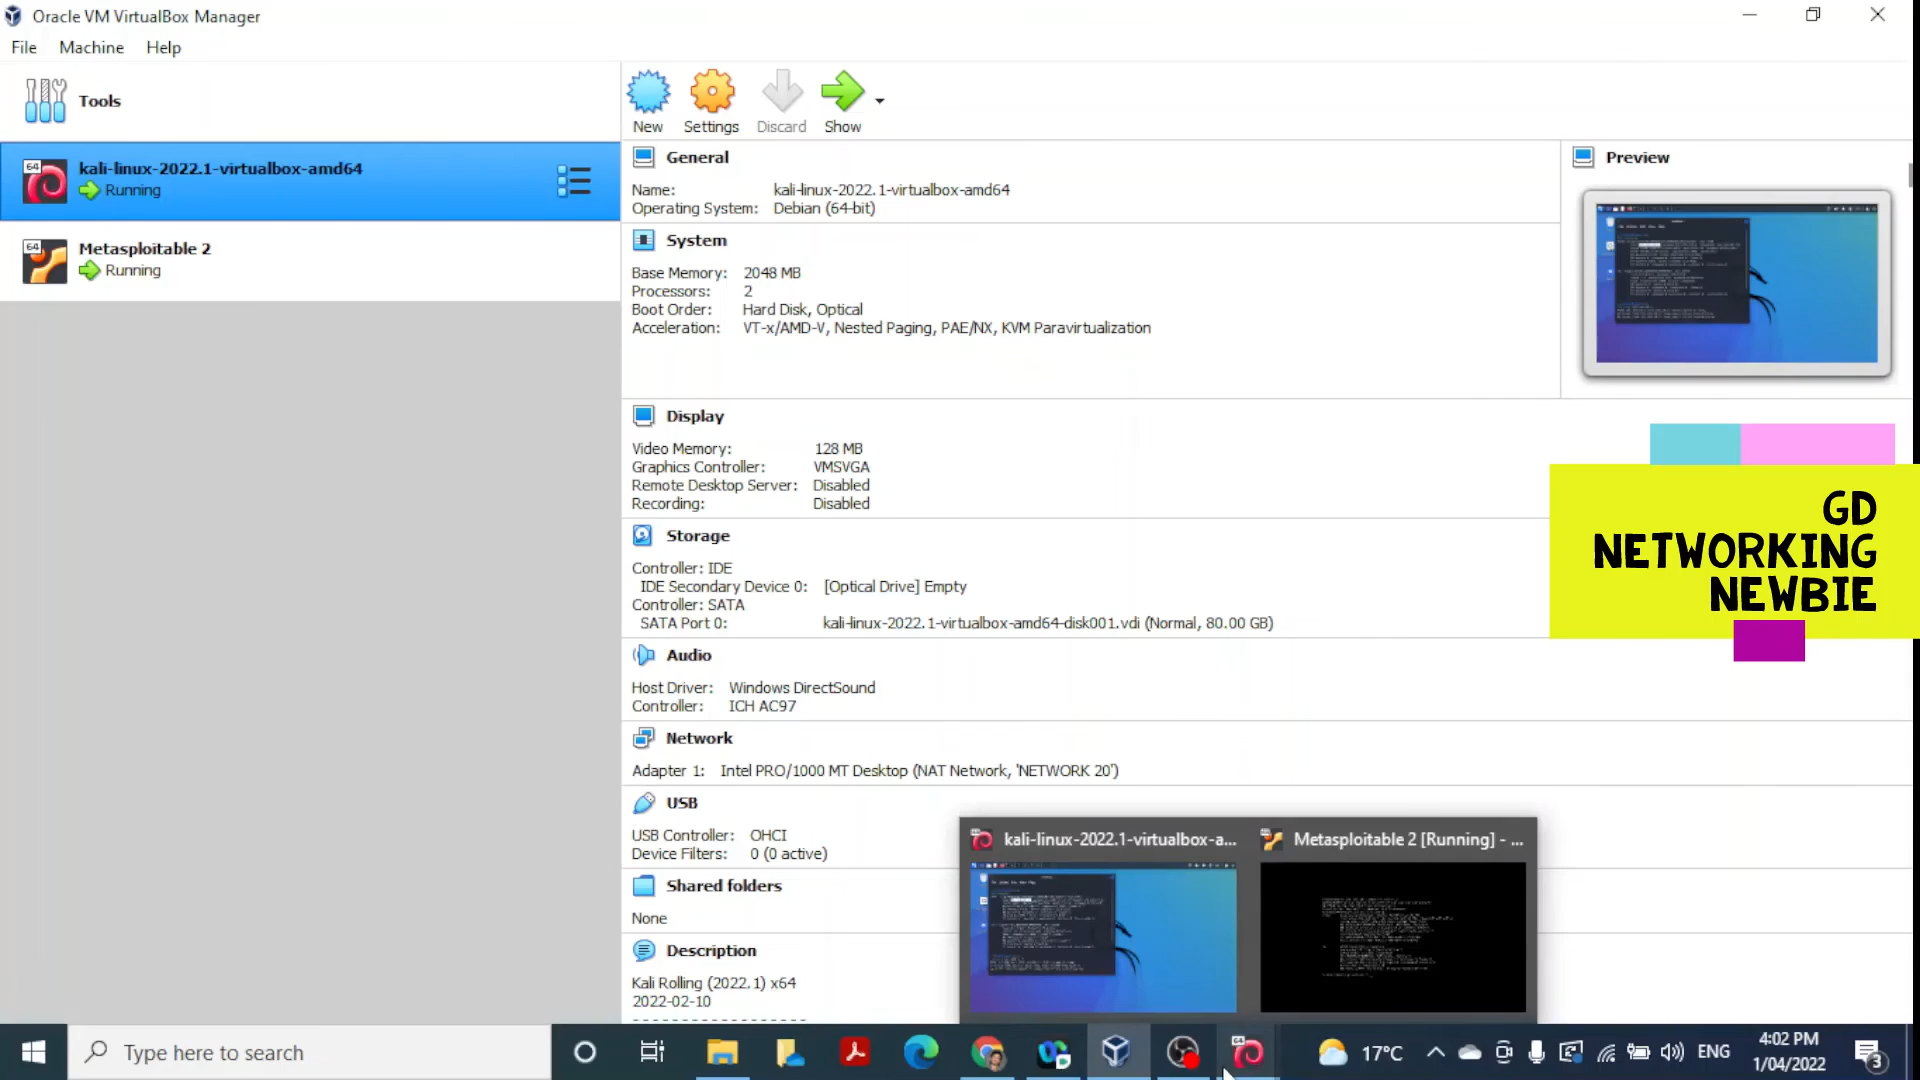 Oracle VM VirtualBox Manager
File Machine Help
Tools
New Settings Discard Show
64 kali-linux-2022.1-virtualbox-amd64
Running
64 Metasploitable 2
Running
General
Name: kali-linux-2022.1-virtualbox-amd64
Operating System: Debian (64-bit)
System
Base Memory: 2048 MB
Processors: 2
Boot Order: Hard Disk, Optical
Acceleration: VT-x/AMD-V, Nested Paging, PAE/NX, KVM Paravirtualization
Preview
Display
Video Memory: 128 MB
Graphics Controller: VMSVGA
Remote Desktop Server: Disabled
Recording: Disabled
Storage
Controller: IDE
IDE Secondary Device 0: [Optical Drive] Empty
Controller: SATA
SATA Port 0: kali-linux-2022.1-virtualbox-amd64-disk001.vdi (Normal, 80.00 GB)
GD
NETWORKING
NEWBIE
Audio
Host Driver: Windows DirectSound
Controller: ICH AC97
Network
Adapter 1: Intel PRO/1000 MT Desktop (NAT Network, 'NETWORK 20')
USB
USB Controller: OHCI
Device Filters: 0 (0 active)
Shared folders
None
Description
Kali Rolling (2022.1) x64
2022-02-10
kali-linux-2022.1-virtualbox-a... Metasploitable 2 [Running] - ...
Type here to search
64
17°C
ENG
4:02 PM
1/04/2022
3